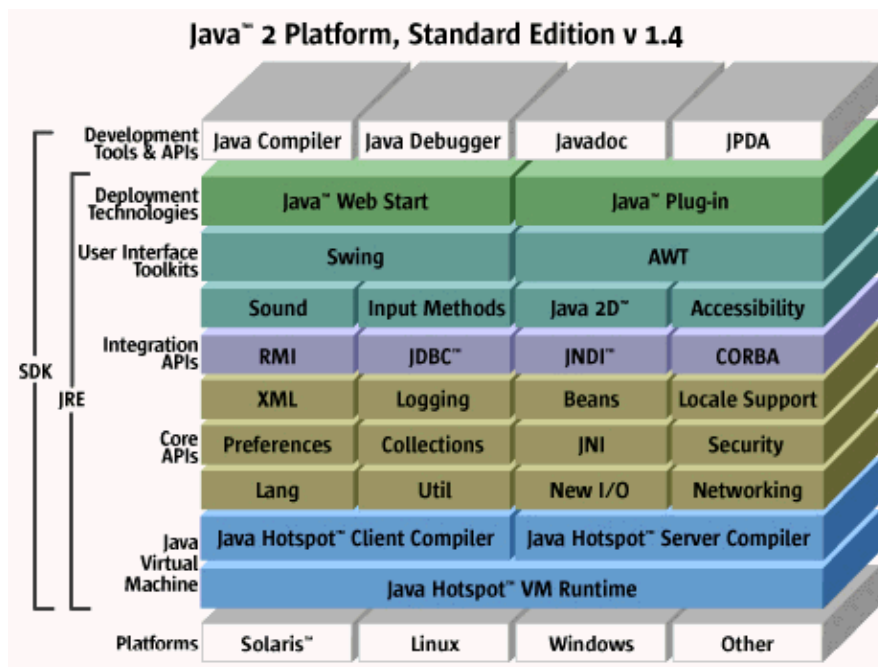 Java™ 2 Platform, Standard Edition v 1.4
Development
Tools & APIs
Java Compiler
Java Debugger
Javadoc
JPDA
Deployment
Technologies
Java™ Web Start
Java™ Plug-in
User Interface
Toolkits
Swing
AWT
Sound
Input Methods
Java 2D™
Accessibility
Integration
APIs
RMI
JDBC™
JNDI™
CORBA
SDK
JRE
XML
Logging
Beans
Locale Support
Core
APIs
Preferences
Collections
JNI
Security
Lang
Util
New I/O
Networking
Java
Virtual
Machine
Java Hotspot™ Client Compiler
Java Hotspot™ Server Compiler
Java Hotspot™ VM Runtime
Platforms
Solaris™
Linux
Windows
Other